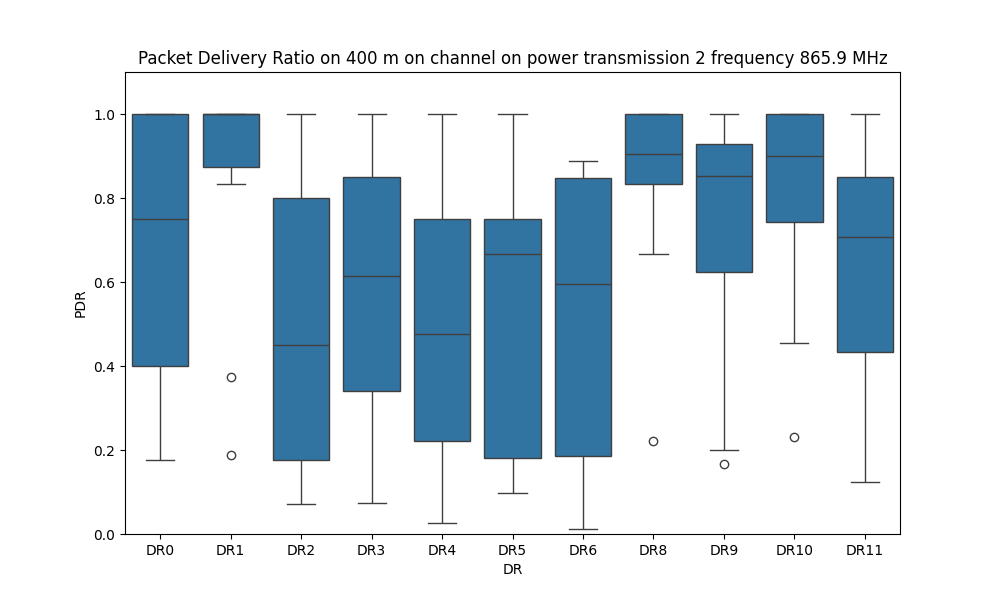 Packet Delivery Ratio on 400 m on channel on power transmission 2 frequency 865.9 MHz
1.0
0.8
0.6
0.4
0.2
0.0
PDR
DR0 DR1 DR2 DR3 DR4 DR5 DR6 DR8 DR9 DR10 DR11
DR